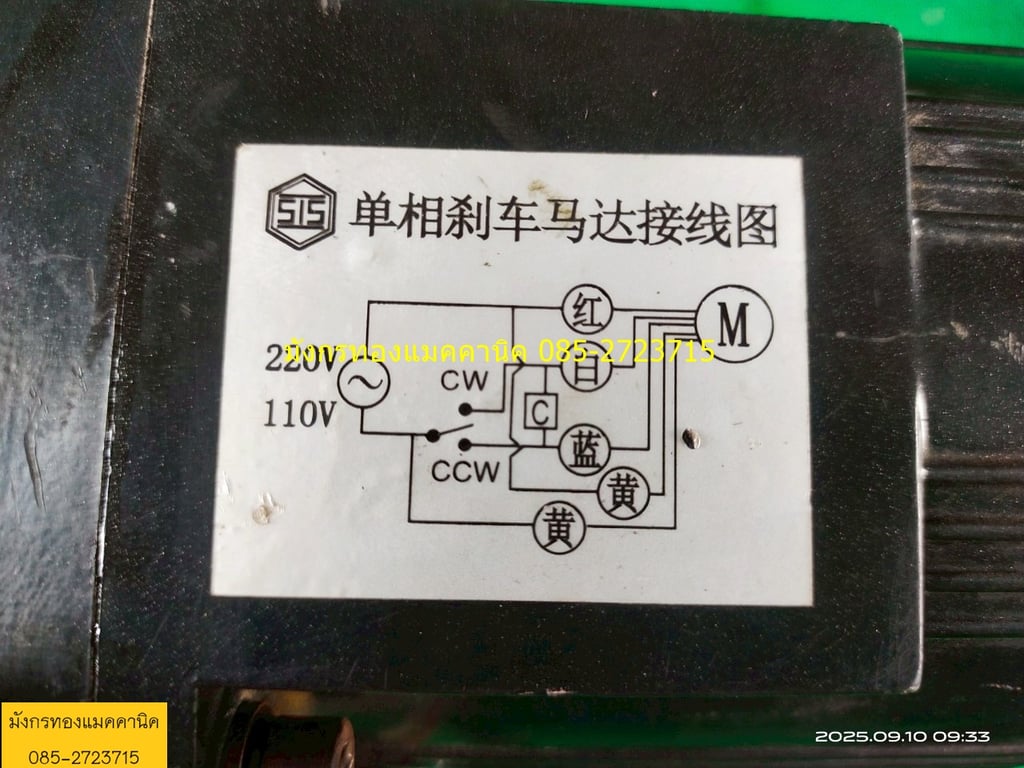 STS 单相刹车马达接线图
红
M
220V
มังกรทองแมคคานิค 085-2723715
白
CW
110V
C
CCW
蓝
黄
黄
มังกรทองแมคคานิค
085-2723715
2025.09.10 09:33